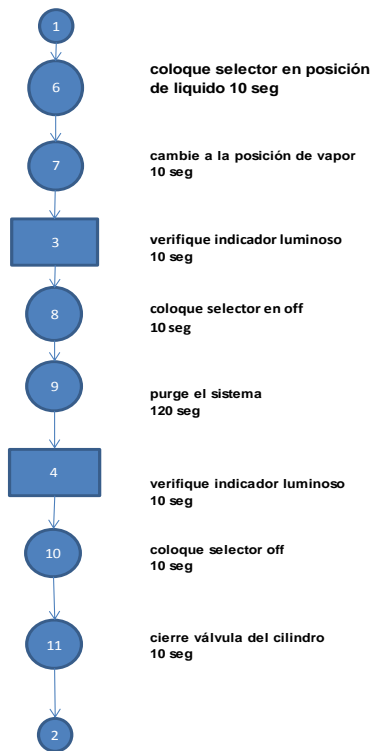 1
6
coloque selector en posición
de liquido 10 seg
7
cambie a la posición de vapor
10 seg
3
verifique indicador luminoso
10 seg
8
coloque selector en off
10 seg
9
purge el sistema
120 seg
4
verifique indicador luminoso
10 seg
10
coloque selector off
10 seg
11
cierre válvula del cilindro
10 seg
2